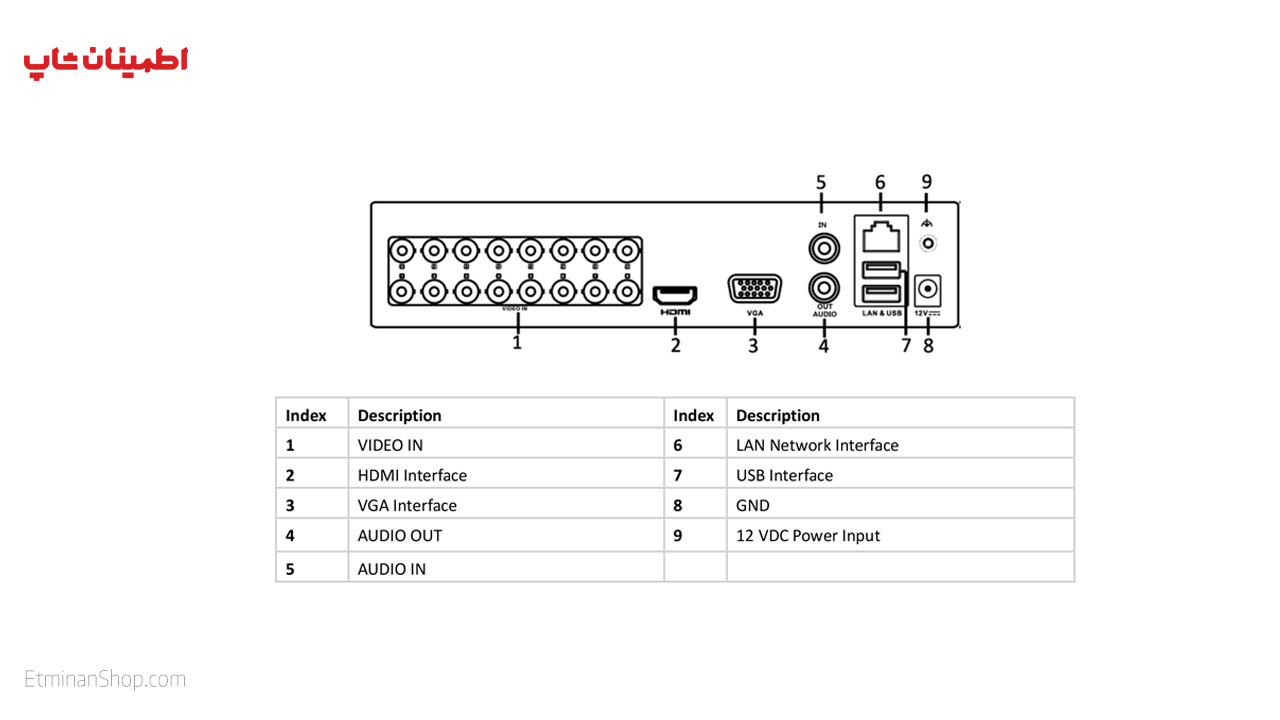 اطمینان شاپ
5 6 9
IN
VIDEO IN
HDMI
VGA
OUT
AUDIO
LAN & USB
12V
1 2 3 4 7 8
Index Description Index Description
1 VIDEO IN 6 LAN Network Interface
2 HDMI Interface 7 USB Interface
3 VGA Interface 8 GND
4 AUDIO OUT 9 12 VDC Power Input
5 AUDIO IN
EtminanShop.com